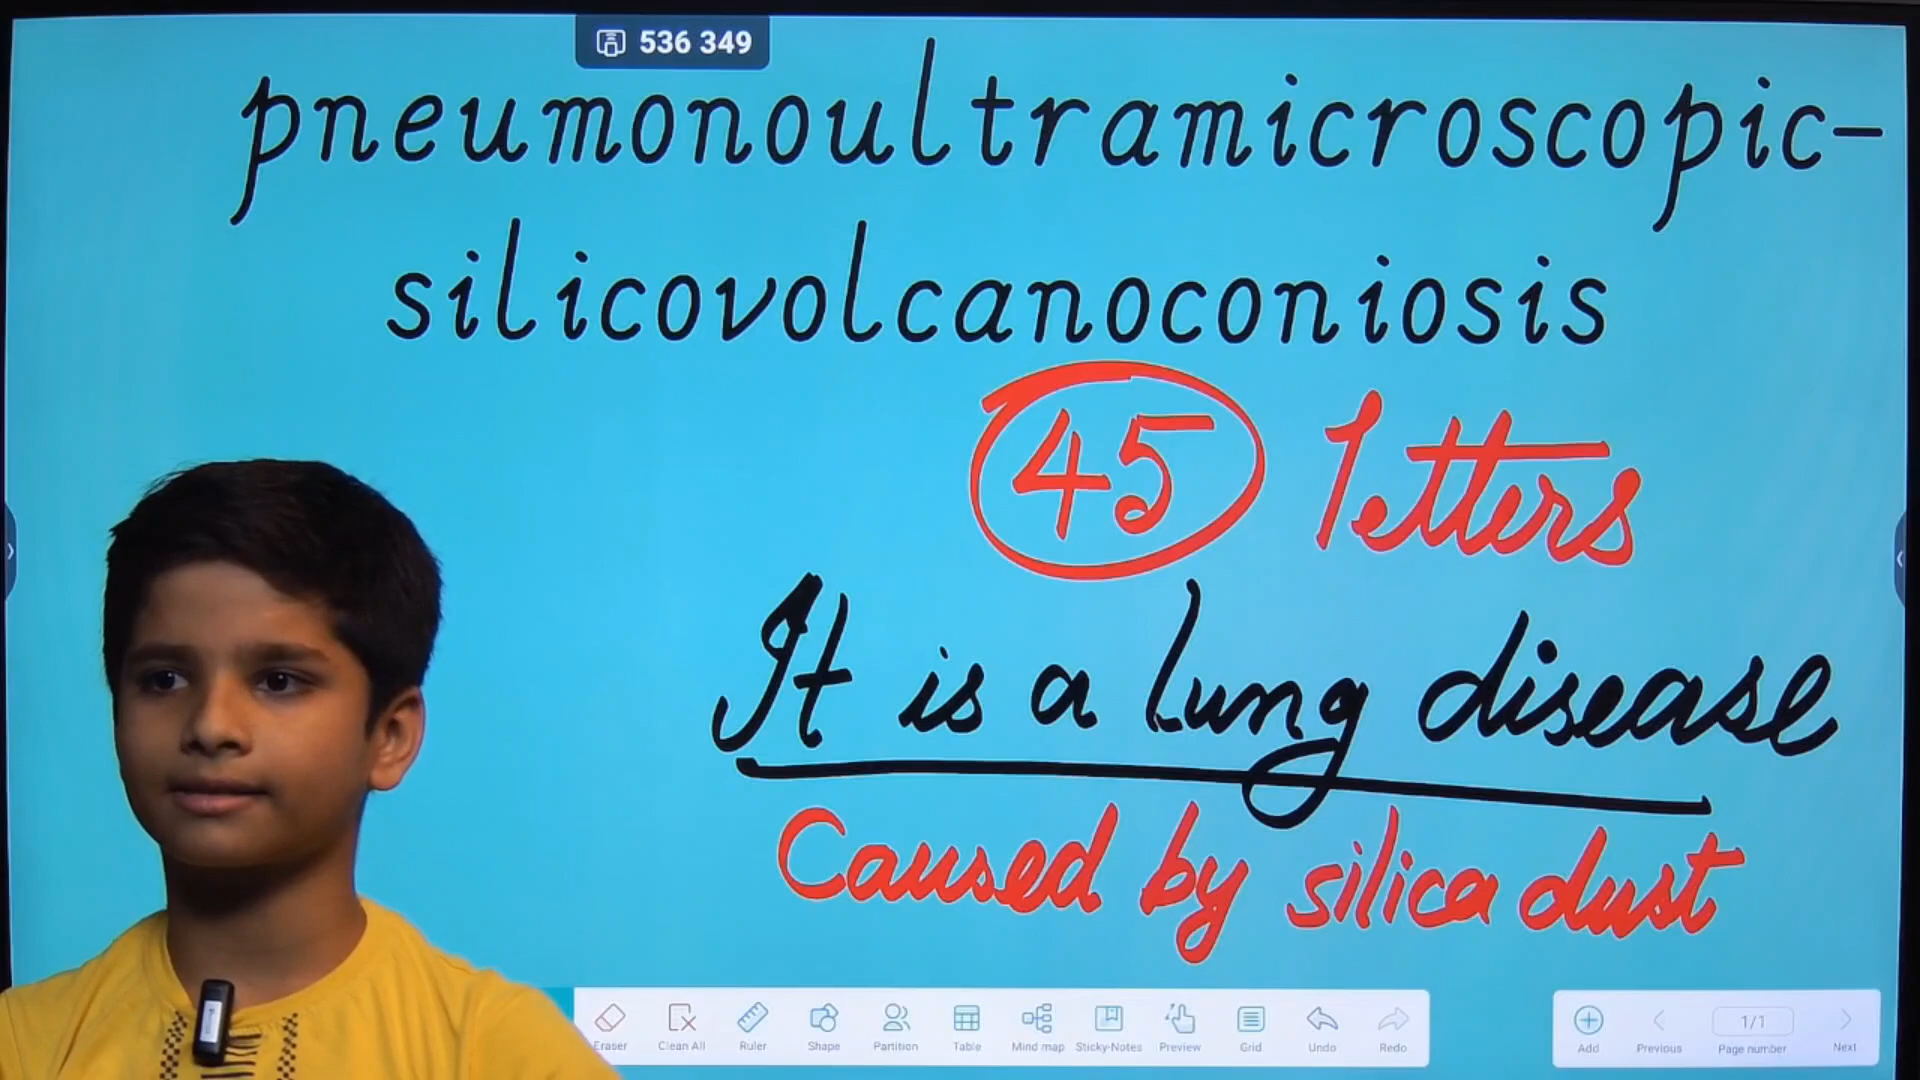 536 349
pneumonoultramicroscopic-
silicovolcanoconiosis
45 letters
It is a lung disease
Caused by silica dust
Eraser Clean All Ruler Shape Partition Table Mind map Sticky-Notes Preview Grid Undo Redo Add Previous 1/1 Page number Next